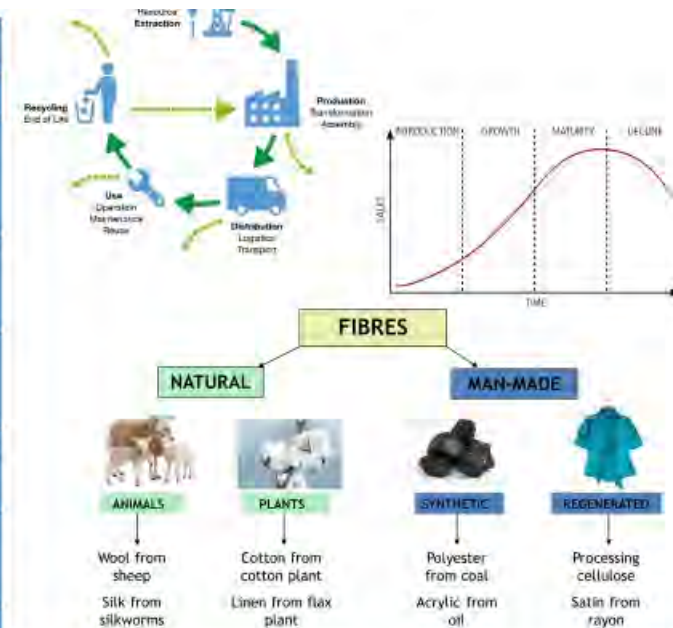 Resource
Extraction
Recycling
End of Life
Production
Transformation
Assembly
Use
Operation
Maintenance
Reuse
Distribution
Logistics
Transport
INTRODUCTION
GROWTH
MATURITY
DECLINE
SALES
TIME
FIBRES
NATURAL
MAN-MADE
ANIMALS
PLANTS
SYNTHETIC
REGENERATED
Wool from
sheep
Silk from
silkworms
Cotton from
cotton plant
Linen from flax
plant
Polyester
from coal
Acrylic from
oil
Processing
cellulose
Satin from
rayon